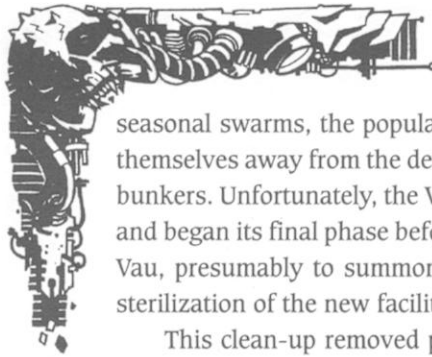 seasonal swarms, the popula
themselves away from the de
bunkers. Unfortunately, the V
and began its final phase befo
Vau, presumably to summon
sterilization of the new facilit
This clean-up removed p